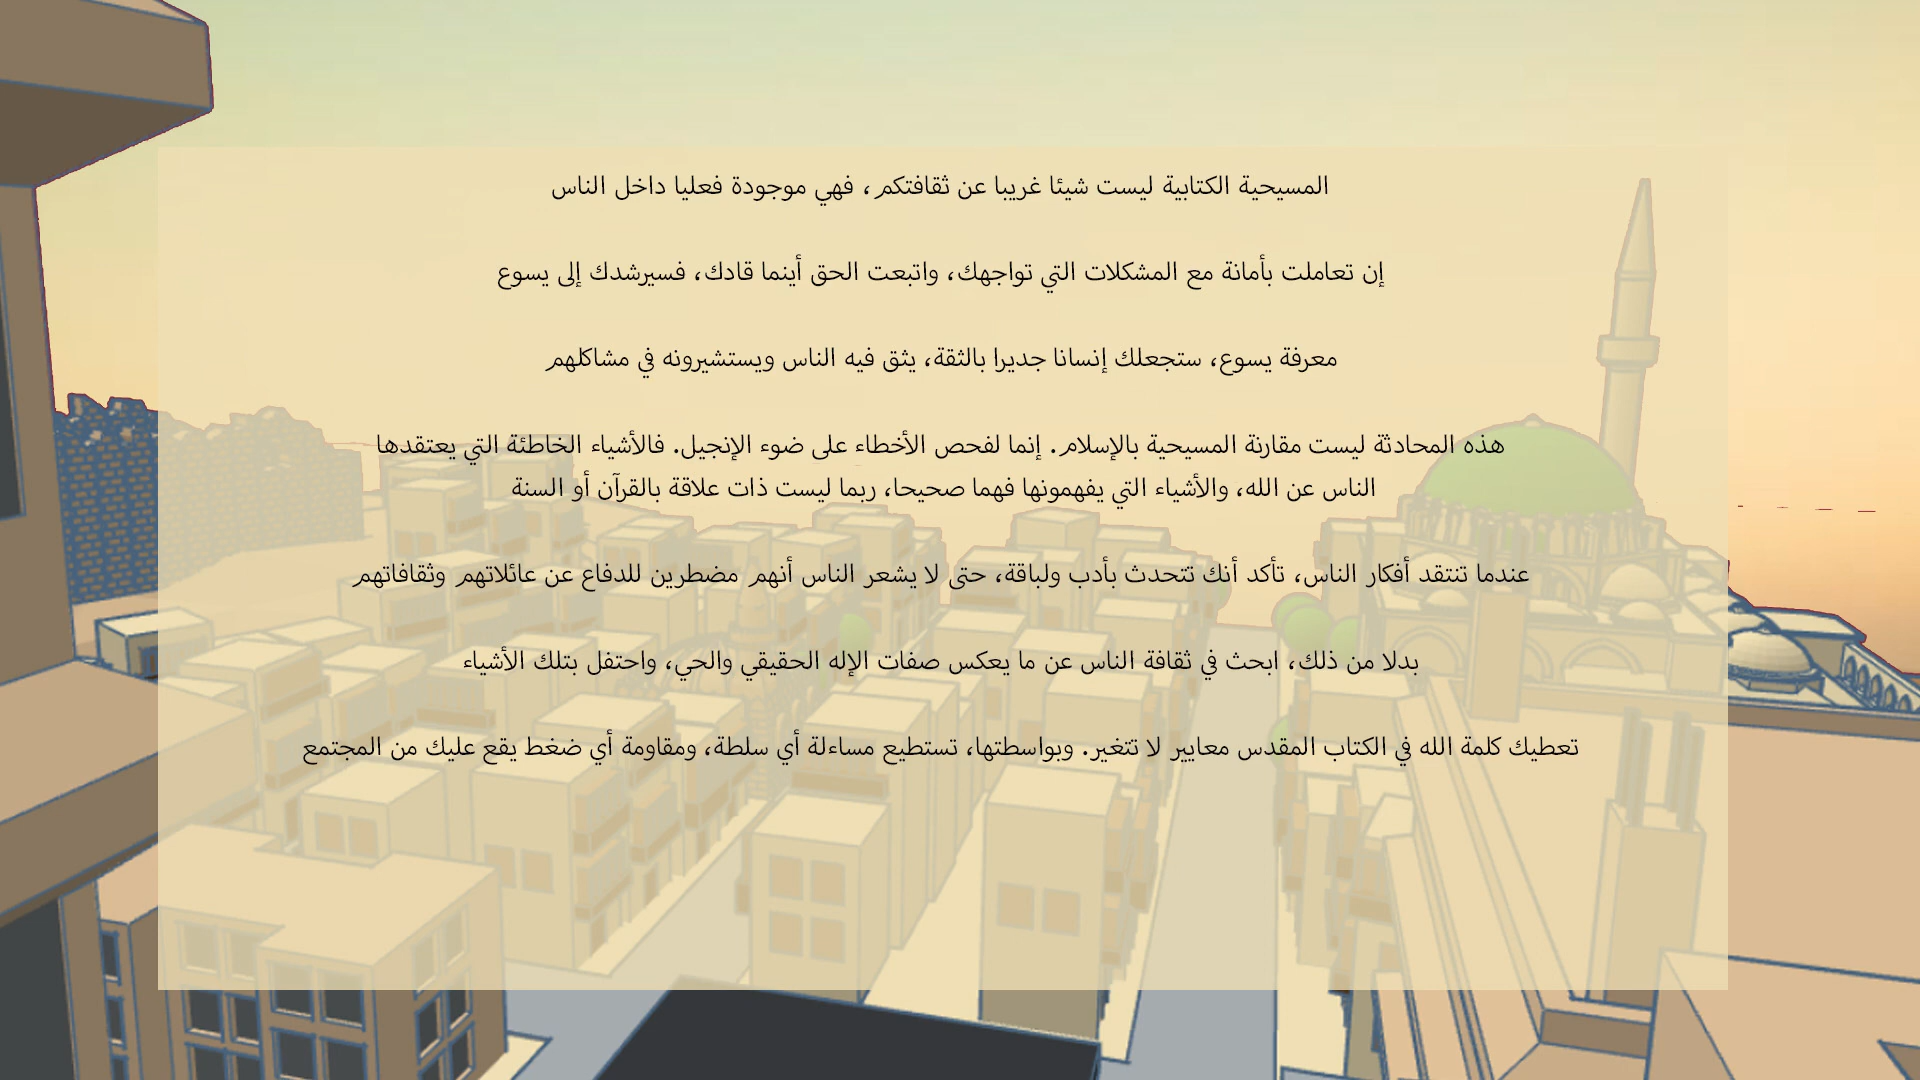 المسيحية الكتابية ليست شيئا غريبا عن ثقافتكم، فهي موجودة فعليا داخل الناس
إن تعاملت بأمانة مع المشكلات التي تواجهك، واتبعت الحق أينما قادك، فسيرشدك إلى يسوع
معرفة يسوع، ستجعلك إنسانا جديرا بالثقة، يثق فيه الناس ويستشيرونه في مشاكلهم
هذه المحادثة ليست مقارنة المسيحية بالإسلام. إنما لفحص الأخطاء على ضوء الإنجيل. فالأشياء الخاطئة التي يعتقدها
الناس عن الله، والأشياء التي يفهمونها فهما صحيحا، ربما ليست ذات علاقة بالقرآن أو السنة
عندما تنتقد أفكار الناس، تأكد أنك تتحدث بأدب ولباقة، حتى لا يشعر الناس أنهم مضطرين للدفاع عن عائلاتهم وثقافاتهم
بدلا من ذلك، ابحث في ثقافة الناس عن ما يعكس صفات الإله الحقيقي والحي، واحتفل بتلك الأشياء
تعطيك كلمة الله في الكتاب المقدس معايير لا تتغير. وبواسطتها، تستطيع مساءلة أي سلطة، ومقاومة أي ضغط يقع عليك من المجتمع